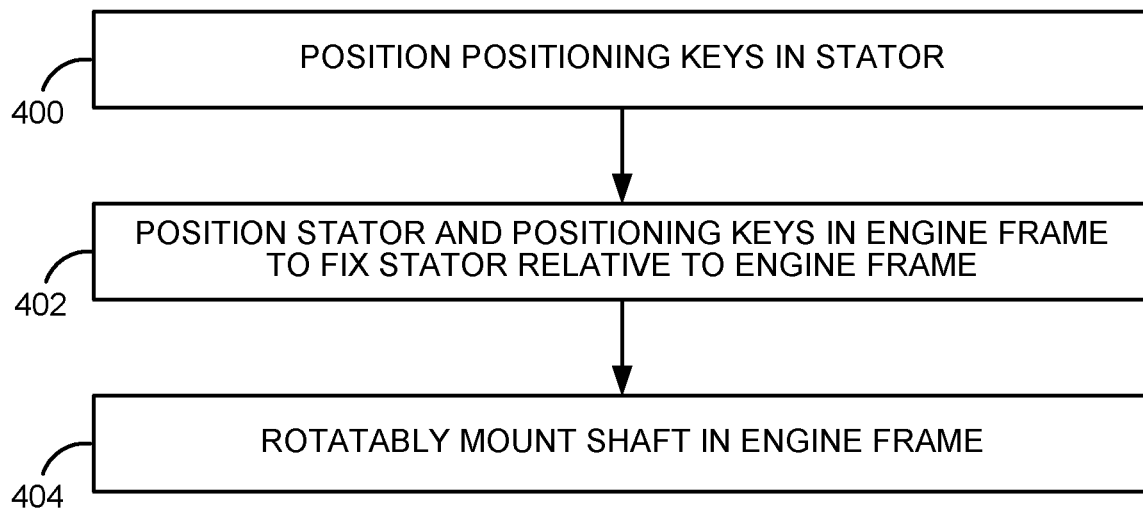 POSITION POSITIONING KEYS IN STATOR
400
POSITION STATOR AND POSITIONING KEYS IN ENGINE FRAME
TO FIX STATOR RELATIVE TO ENGINE FRAME
402
ROTATABLY MOUNT SHAFT IN ENGINE FRAME
404